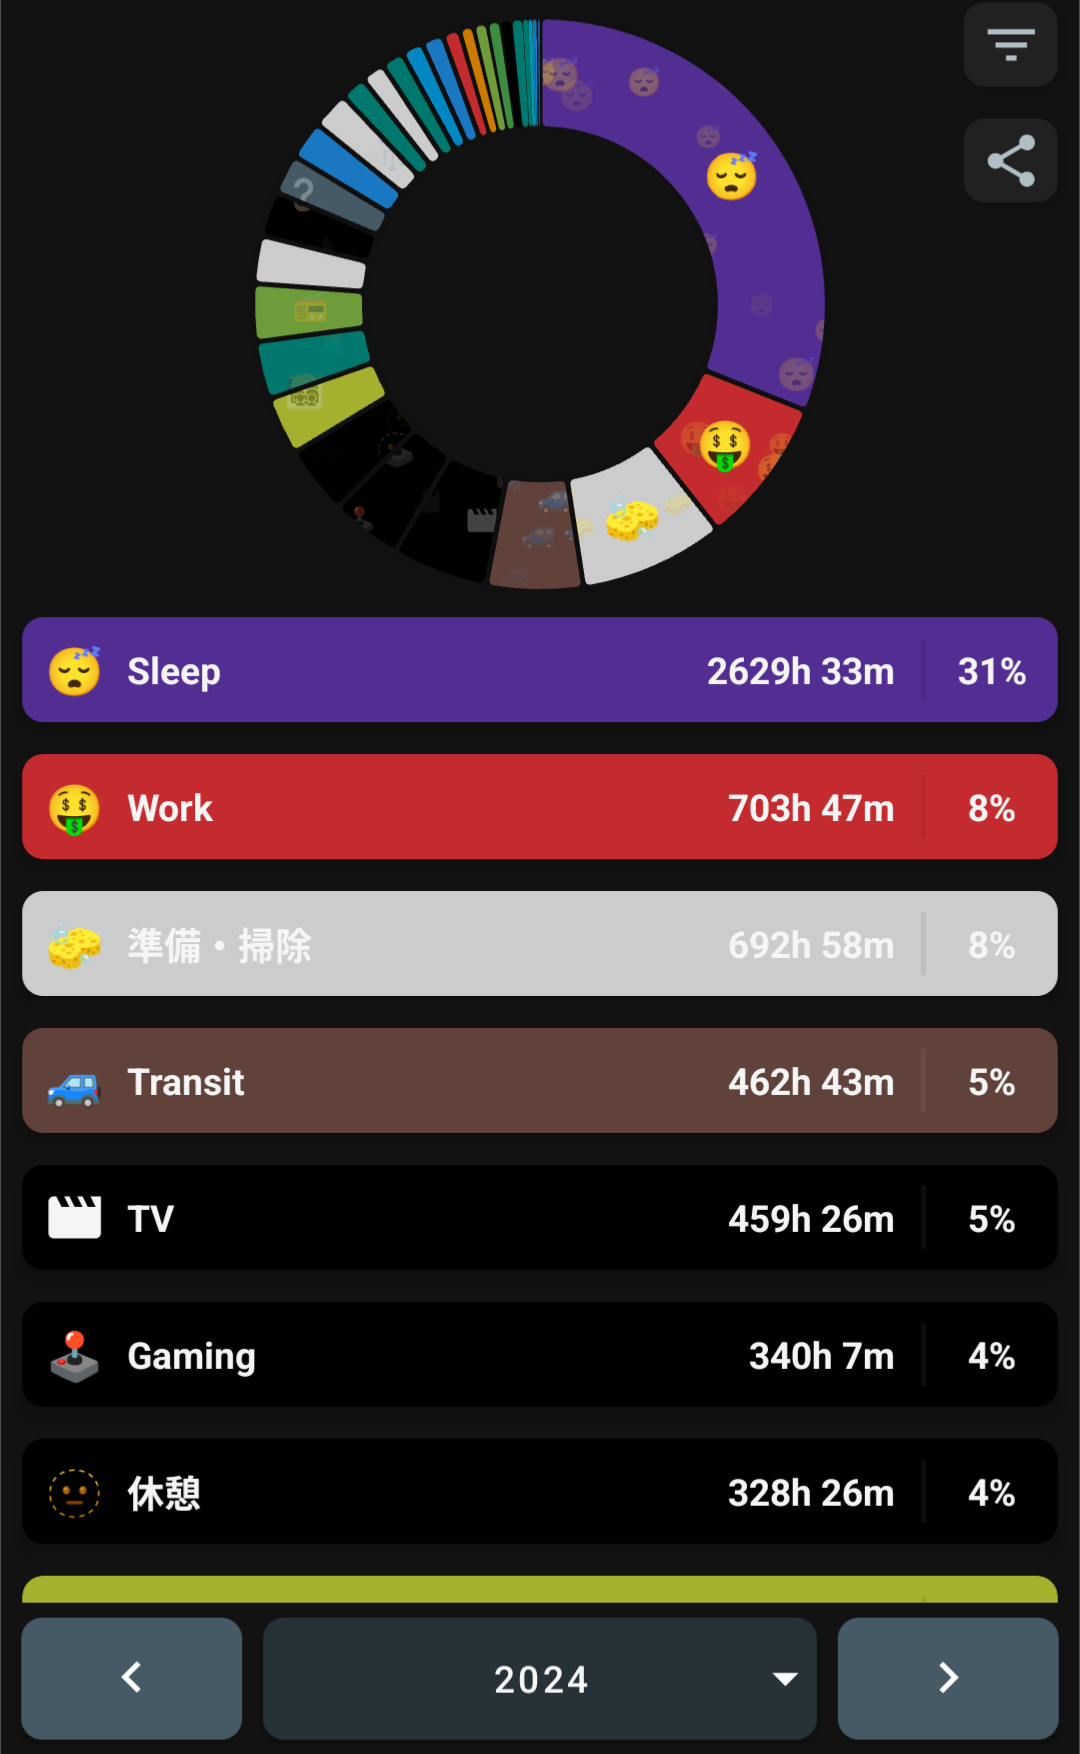 ?
Sleep 2629h 33m 31%
Work 703h 47m 8%
準備・掃除 692h 58m 8%
Transit 462h 43m 5%
TV 459h 26m 5%
Gaming 340h 7m 4%
休憩 328h 26m 4%
2024